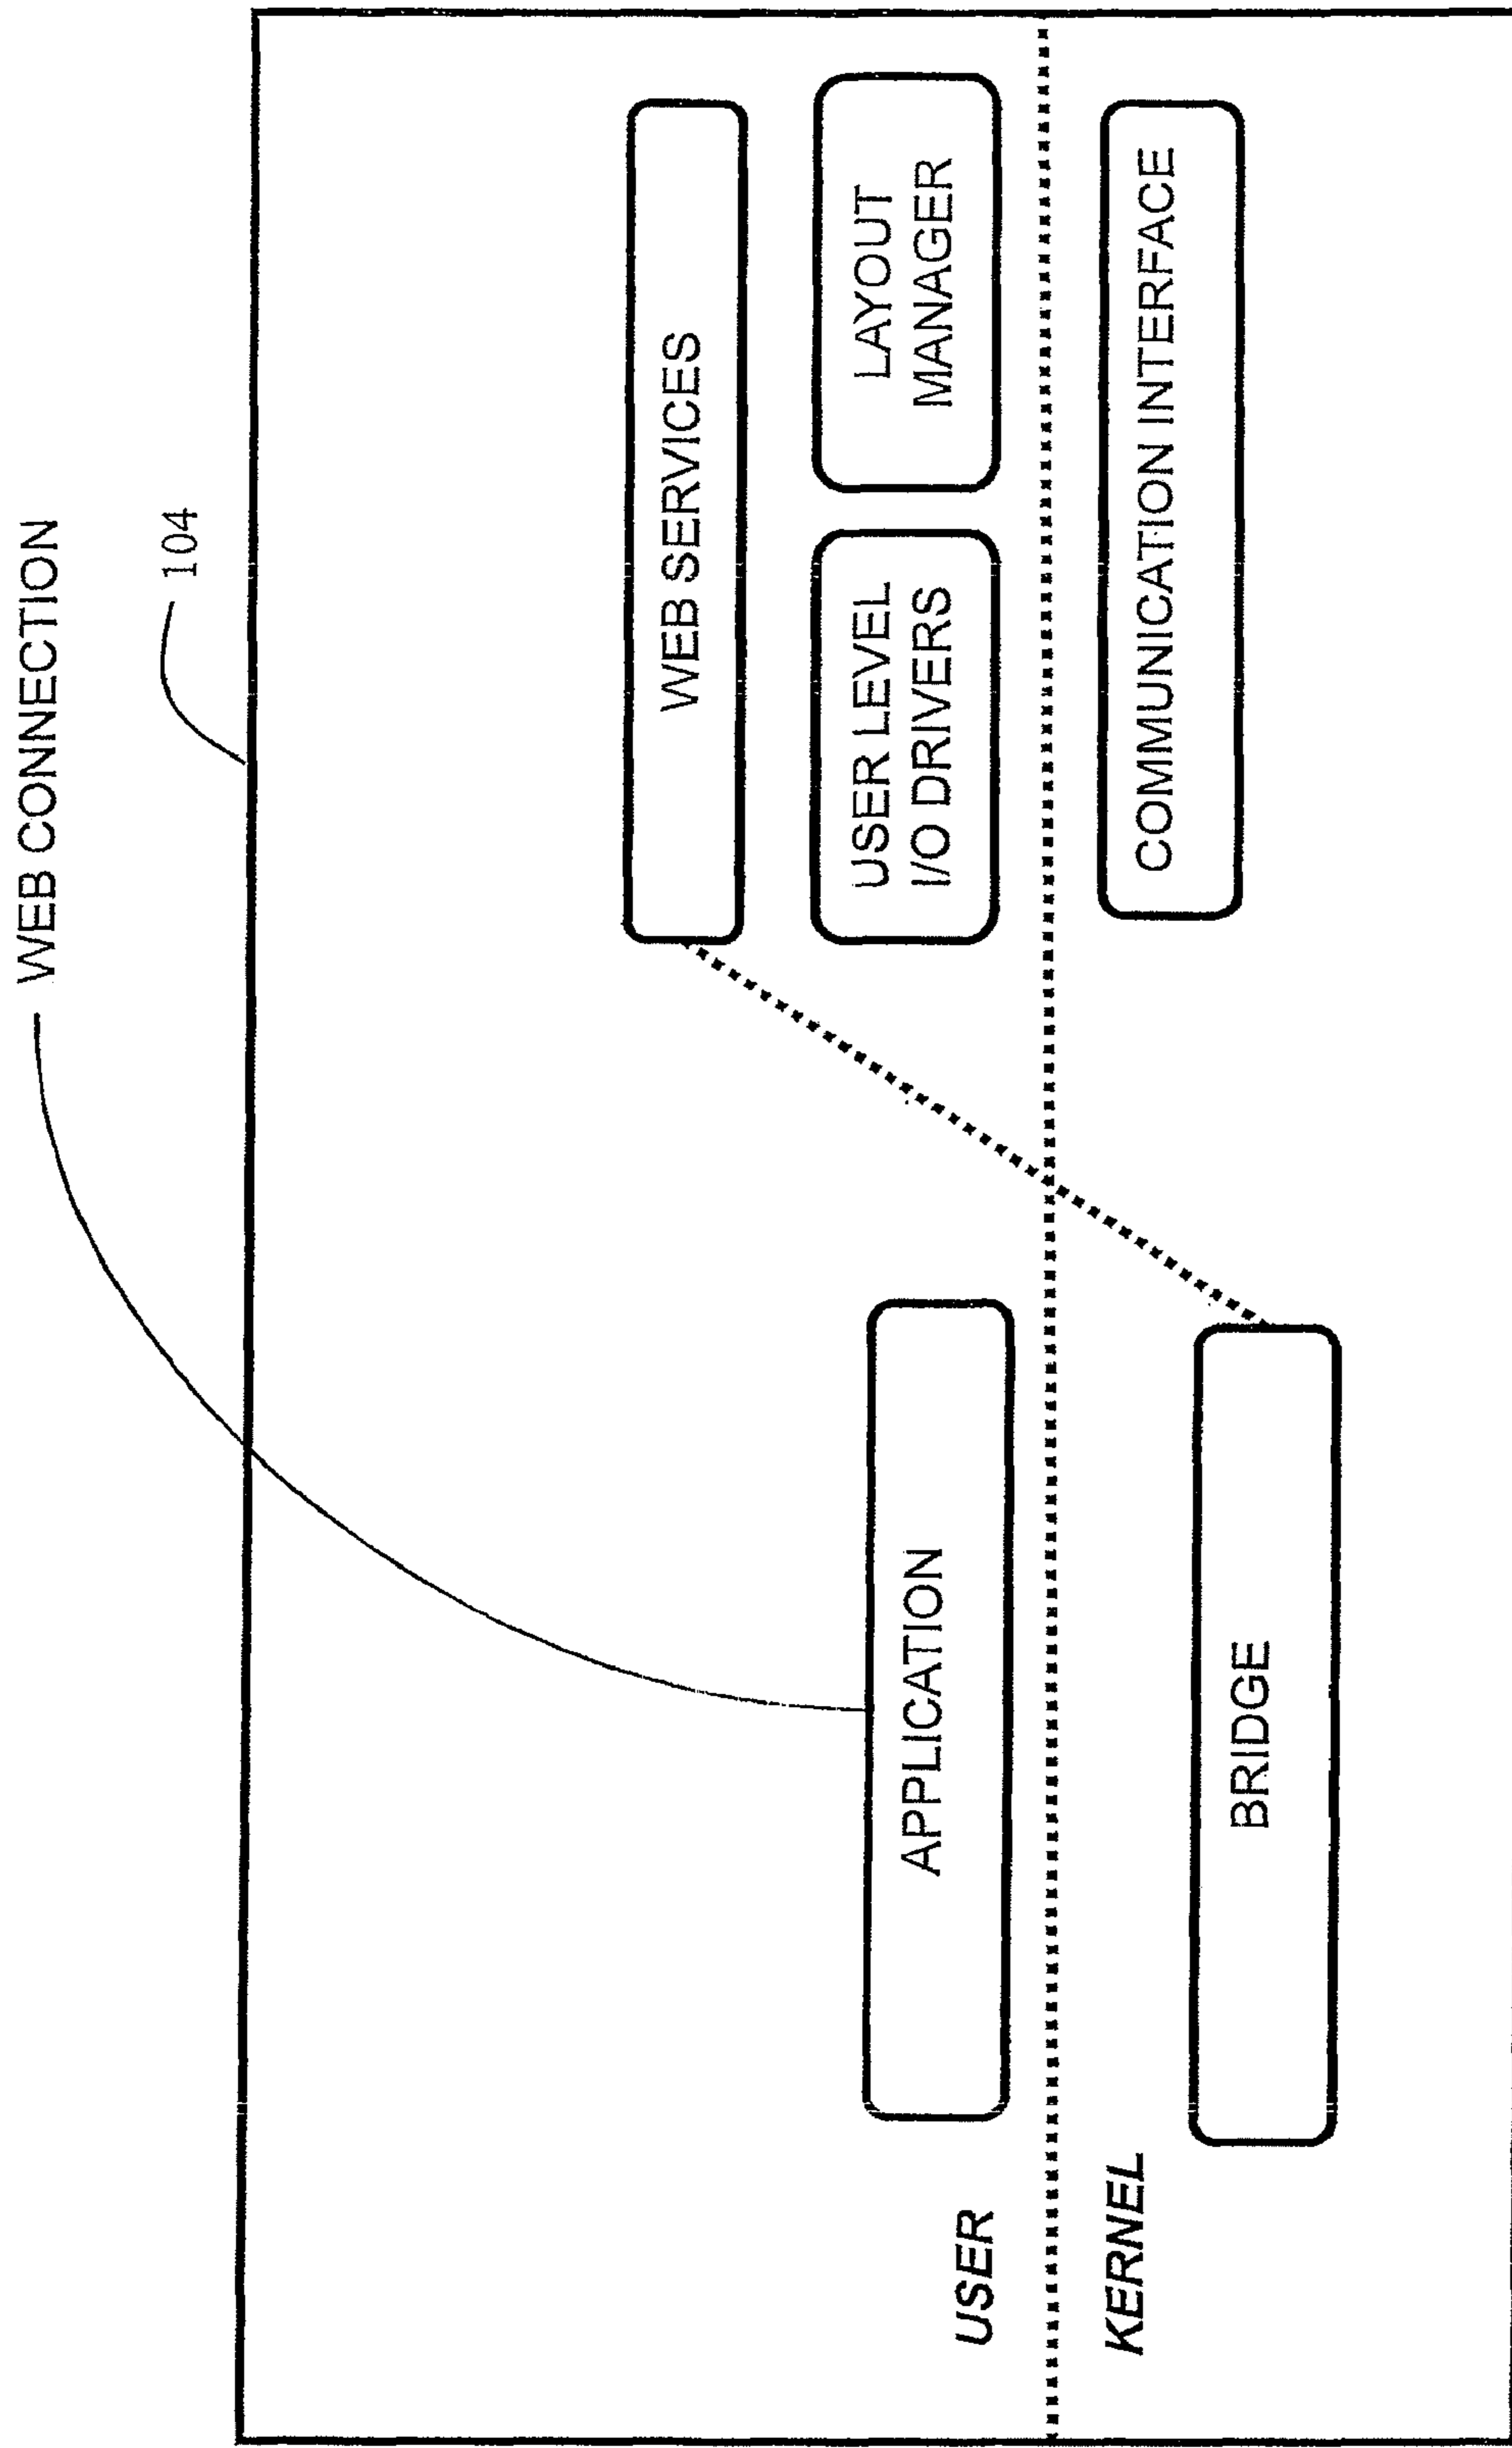 WEB CONNECTION
104
WEB SERVICES
USER LEVEL
I/O DRIVERS
LAYOUT
MANAGER
APPLICATION
USER
KERNEL
COMMUNICATION INTERFACE
BRIDGE